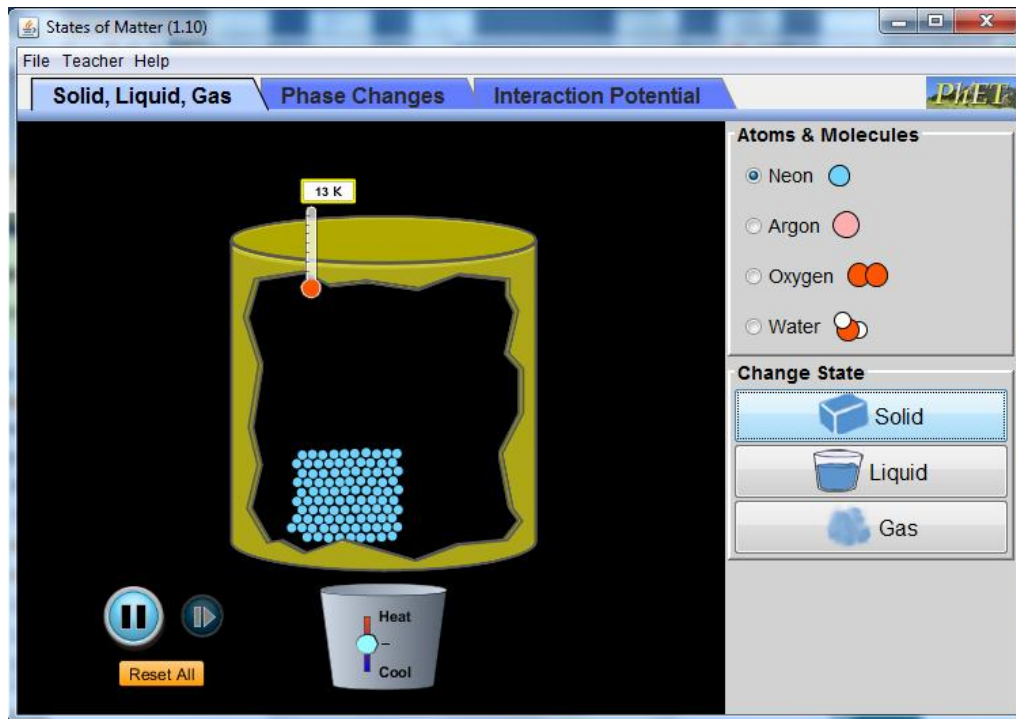 States of Matter (1.10)
File Teacher Help
Solid, Liquid, Gas Phase Changes Interaction Potential PhET
Atoms & Molecules
Neon
Argon
Oxygen
Water
Change State
Solid
Liquid
Gas
13 K
Heat
Cool
Reset All